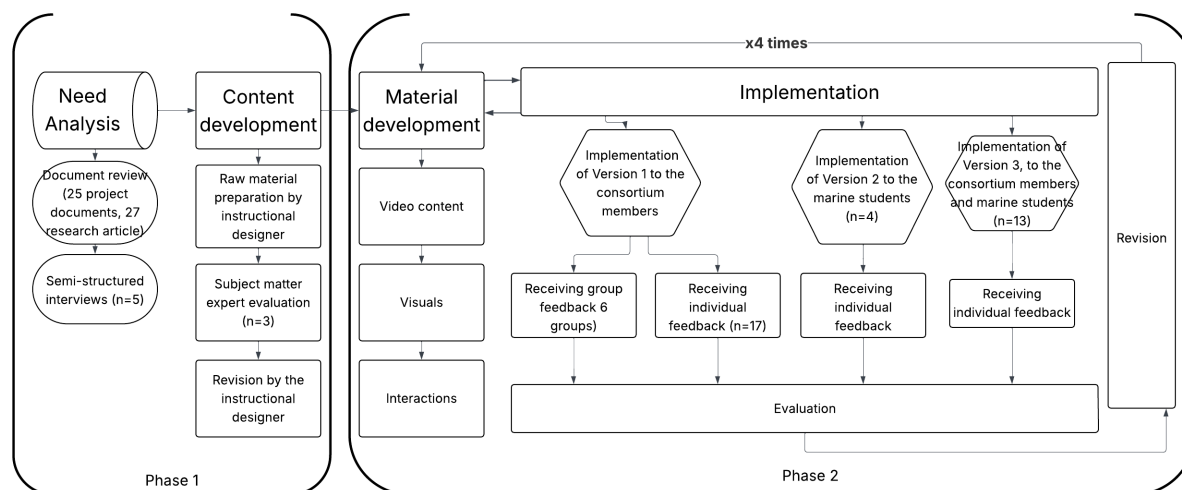 x4 times
Need
Analysis
Document review
(25 project
documents, 27
research article)
Semi-structured
interviews (n=5)
Content
development
Raw material
preparation by
instructional
designer
Subject matter
expert evaluation
(n=3)
Revision by the
instructional
designer
Phase 1
Material
development
Video content
Visuals
Interactions
Implementation
Implementation
of Version 1 to the
consortium
members
Receiving group
feedback 6
groups)
Receiving
individual
feedback (n=17)
Implementation
of Version 2 to the
marine students
(n=4)
Receiving
individual
feedback
Implementation of
Version 3, to the
consortium members
and marine students
(n=13)
Receiving
individual feedback
Evaluation
Revision
Phase 2